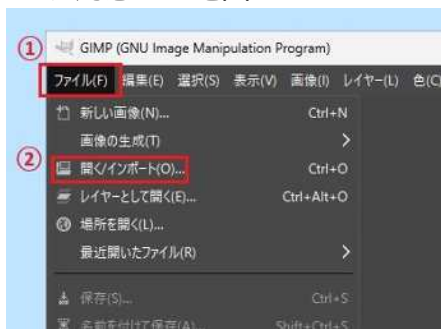 ① GIMP (GNU Image Manipulation Program)
ファイル(F) 編集(E) 選択(S) 表示(V) 画像(I) レイヤー(L) 色(C)
新しい画像(N)... Ctrl+N
画像の生成(T) >
② 開く/インポート(O)... Ctrl+O
レイヤーとして開く(E)... Ctrl+Alt+O
場所を開く(L)...
最近開いたファイル(R) >
保存(S)... Ctrl+S
名前を付けて保存(A)... Shift+Ctrl+S